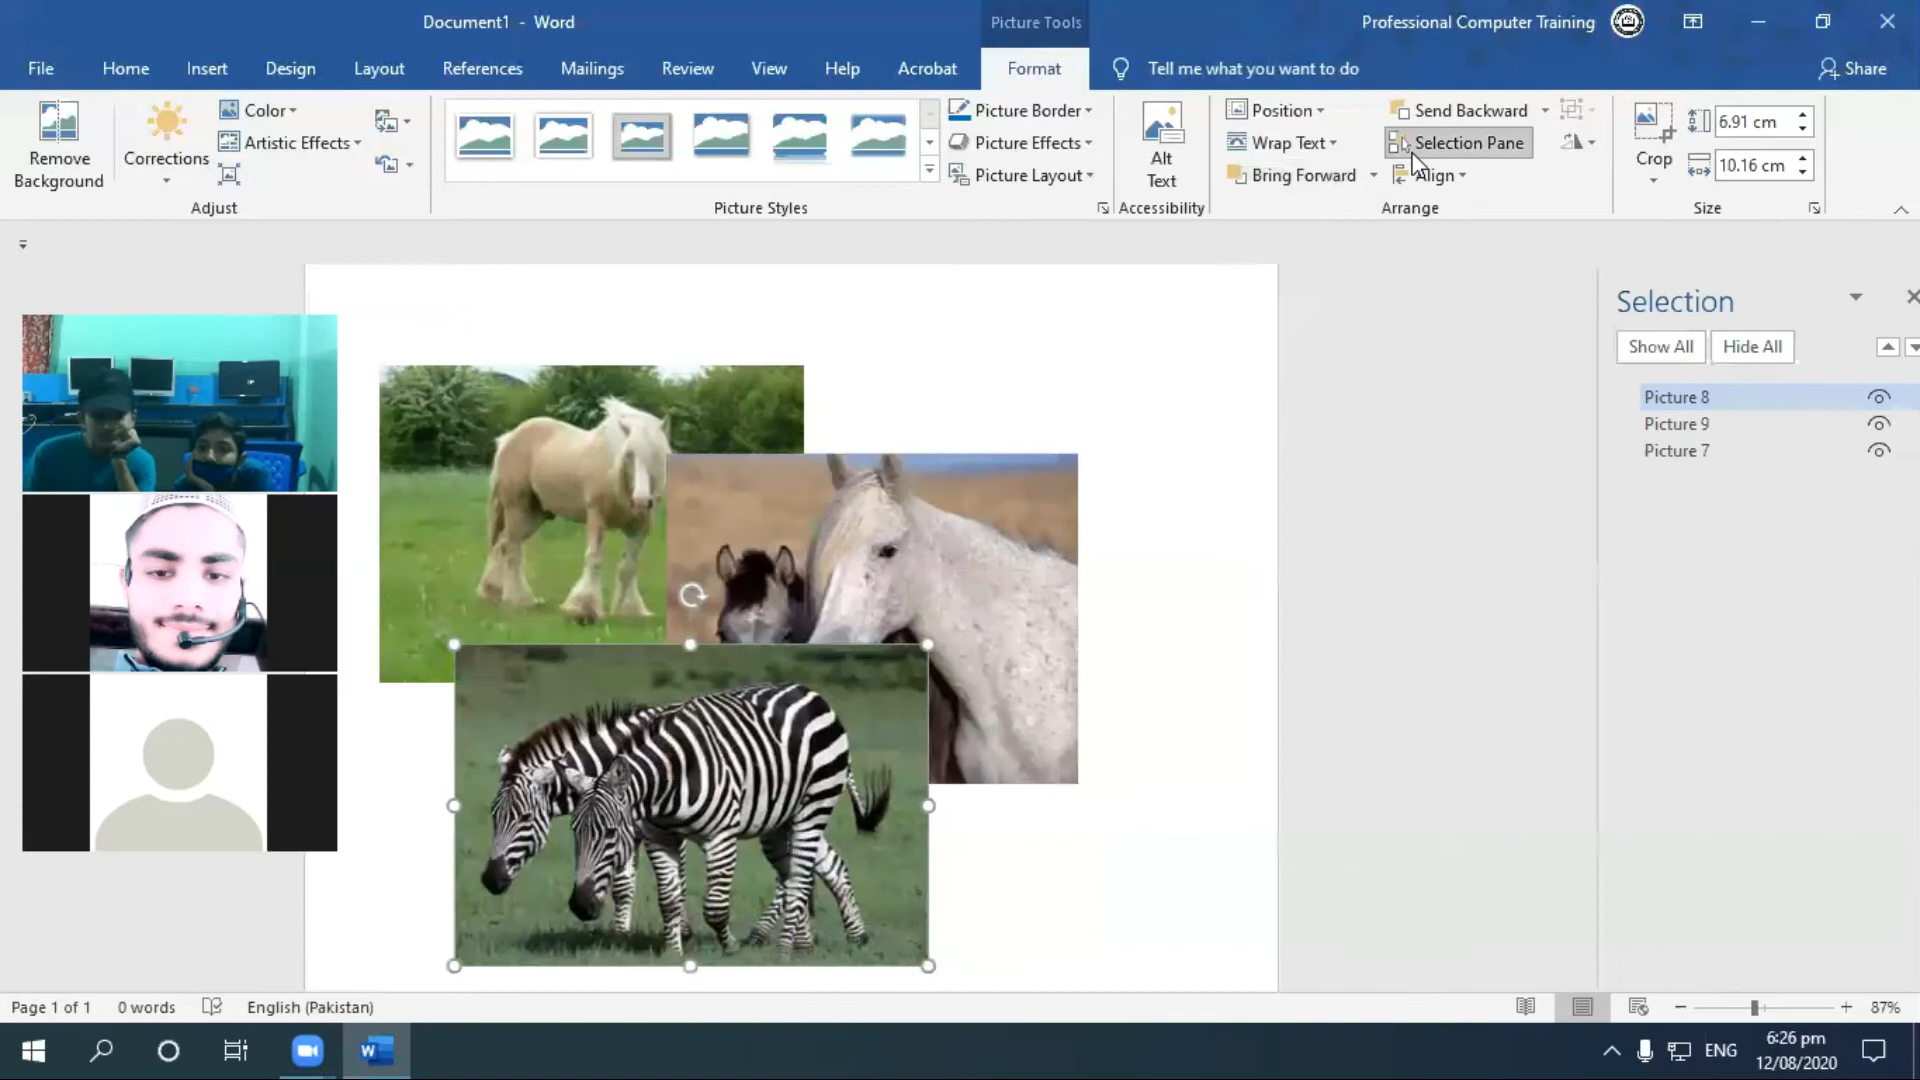 Document1 - Word
Picture Tools
Professional Computer Training
File
Home
Insert
Design
Layout
References
Mailings
Review
View
Help
Acrobat
Format
Tell me what you want to do
Share
Remove Background
Corrections
Color
Artistic Effects
Adjust
Picture Border
Picture Effects
Picture Layout
Picture Styles
Alt Text
Accessibility
Position
Wrap Text
Bring Forward
Send Backward
Selection Pane
Align
Arrange
Crop
6.91 cm
10.16 cm
Size
Selection
Show All
Hide All
Picture 8
Picture 9
Picture 7
Page 1 of 1
0 words
English (Pakistan)
87%
ENG
6:26 pm
12/08/2020